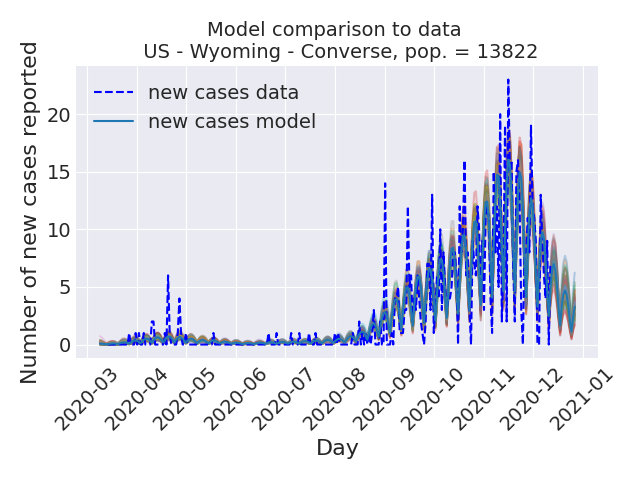 Model comparison to data
US - Wyoming - Converse, pop. = 13822
new cases data
new cases model
Number of new cases reported
20
15
10
5
0
2020-03
2020-04
2020-05
2020-06
2020-07
2020-08
2020-09
2020-10
2020-11
2020-12
2021-01
Day